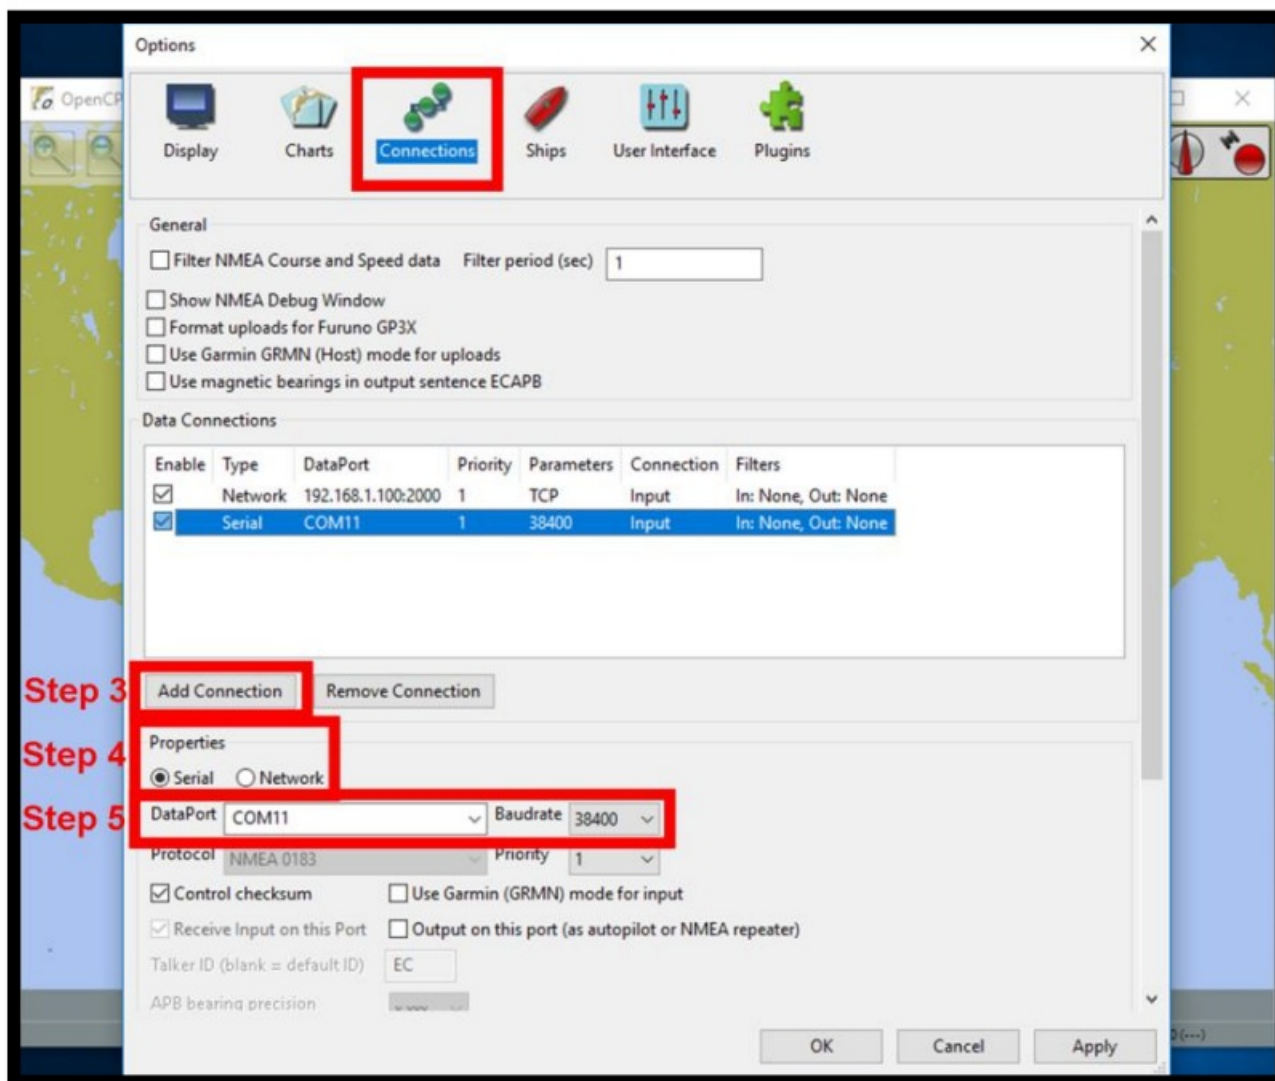 Options
OpenCP
Display Charts Connections Ships User Interface Plugins
General
Filter NMEA Course and Speed data Filter period (sec) 1
Show NMEA Debug Window
Format uploads for Furuno GP3X
Use Garmin GRMN (Host) mode for uploads
Use magnetic bearings in output sentence ECAPB
Data Connections
Enable Type DataPort Priority Parameters Connection Filters
Network 192.168.1.100:2000 1 TCP Input In: None, Out: None
Serial COM11 1 38400 Input In: None, Out: None
Step 3 Add Connection Remove Connection
Properties
Step 4
Serial Network
Step 5 DataPort COM11 Baudrate 38400
Protocol NMEA 0183 Priority 1
Control checksum Use Garmin (GRMN) mode for input
Receive Input on this Port Output on this port (as autopilot or NMEA repeater)
Talker ID (blank = default ID) EC
APB bearing precision x.xxx
OK Cancel Apply